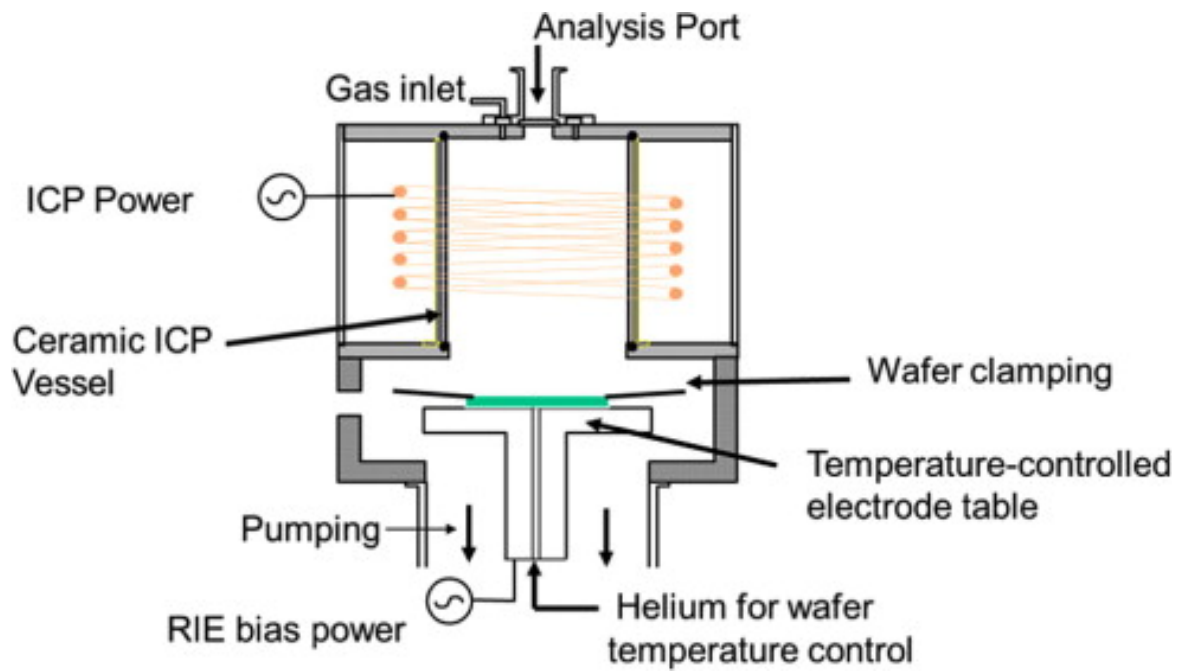 Analysis Port
Gas inlet
ICP Power
Ceramic ICP
Vessel
Wafer clamping
Temperature-controlled
electrode table
Pumping
RIE bias power
Helium for wafer
temperature control